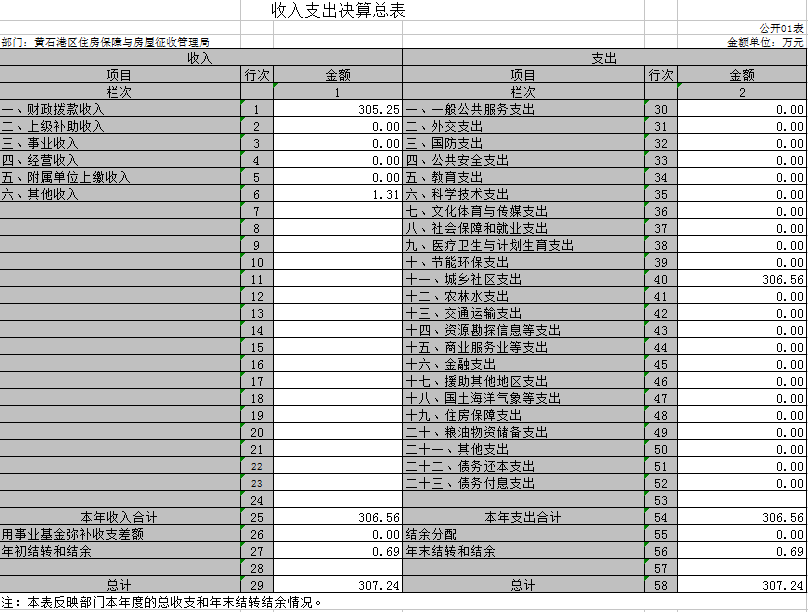 收入支出决算总表
公开01表
部门：黄石港区住房保障与房屋征收管理局 金额单位：万元
收入 支出
项目 行次 金额 项目 行次 金额
栏次 1 栏次 2
一、财政拨款收入 1 305.25 一、一般公共服务支出 30 0.00
二、上级补助收入 2 0.00 二、外交支出 31 0.00
三、事业收入 3 0.00 三、国防支出 32 0.00
四、经营收入 4 0.00 四、公共安全支出 33 0.00
五、附属单位上缴收入 5 0.00 五、教育支出 34 0.00
六、其他收入 6 1.31 六、科学技术支出 35 0.00
7 七、文化体育与传媒支出 36 0.00
8 八、社会保障和就业支出 37 0.00
9 九、医疗卫生与计划生育支出 38 0.00
10 十、节能环保支出 39 0.00
11 十一、城乡社区支出 40 306.56
12 十二、农林水支出 41 0.00
13 十三、交通运输支出 42 0.00
14 十四、资源勘探信息等支出 43 0.00
15 十五、商业服务业等支出 44 0.00
16 十六、金融支出 45 0.00
17 十七、援助其他地区支出 46 0.00
18 十八、国土海洋气象等支出 47 0.00
19 十九、住房保障支出 48 0.00
20 二十、粮油物资储备支出 49 0.00
21 二十一、其他支出 50 0.00
22 二十二、债务还本支出 51 0.00
23 二十三、债务付息支出 52 0.00
24 53
本年收入合计 25 306.56 本年支出合计 54 306.56
用事业基金弥补收支差额 26 0.00 结余分配 55 0.00
年初结转和结余 27 0.69 年末结转和结余 56 0.69
28 57
总计 29 307.24 总计 58 307.24
注：本表反映部门本年度的总收支和年末结转结余情况。